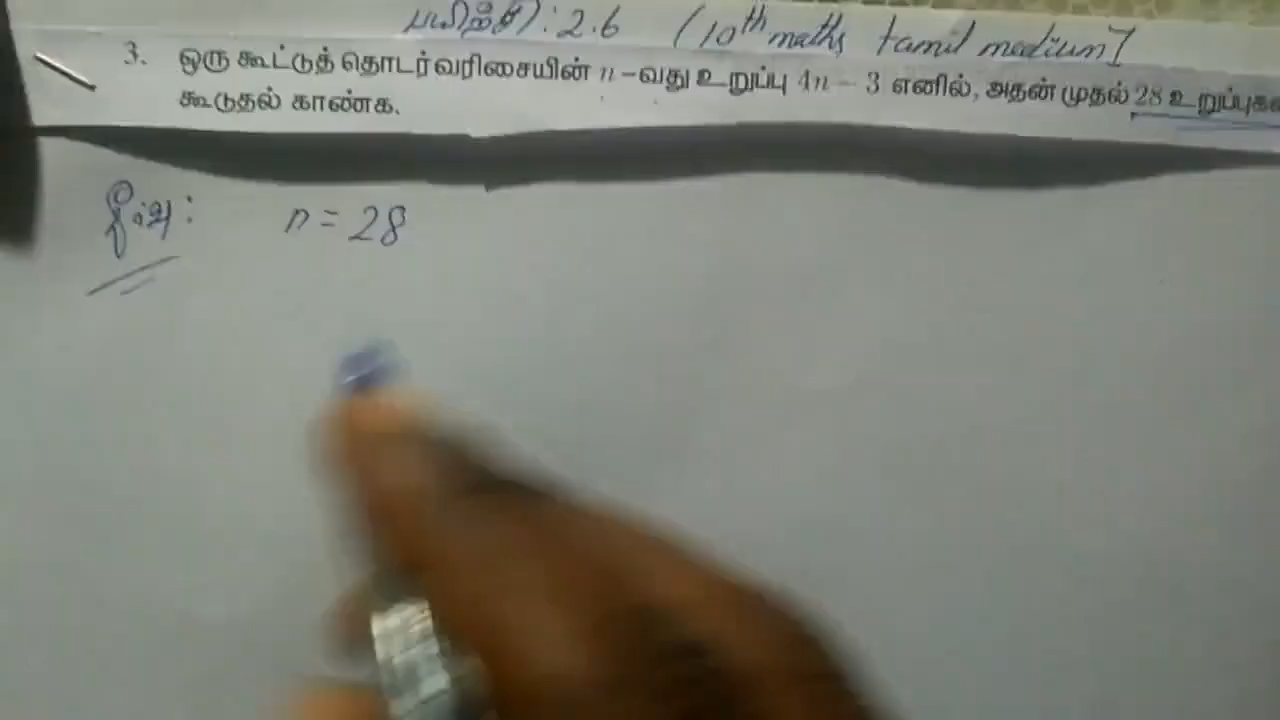 பயிற்சி : 2.6 (10th maths tamil medium)
3. ஒரு கூட்டுத் தொடர்வரிசையின் n-வது உறுப்பு 4n – 3 எனில், அதன் முதல் 28
கூடுதல் காண்க.
தீர்வு: n = 28